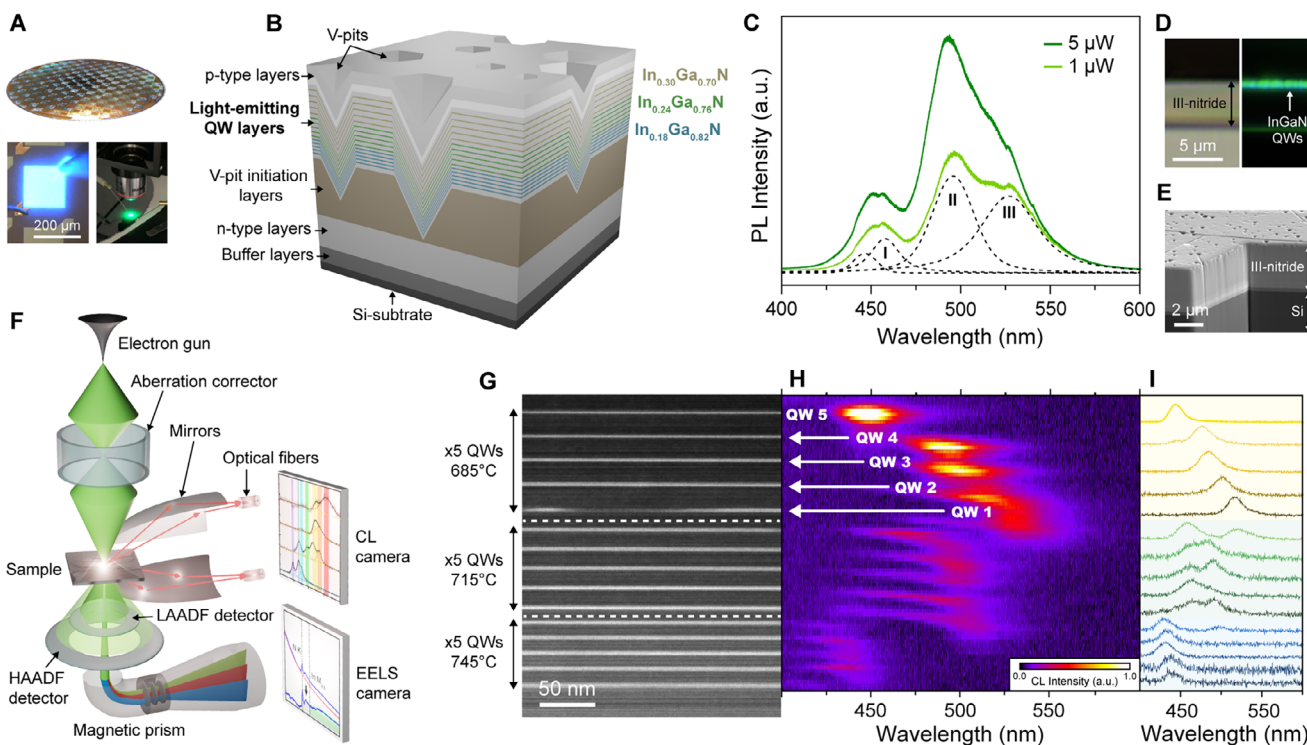 A
200 µm
B
V-pits
p-type layers
Light-emitting
QW layers
V-pit initiation
layers
n-type layers
Buffer layers
Si-subtrate
In0.30Ga0.70N
In0.24Ga0.76N
In0.18Ga0.82N
C
PL Intensity (a.u.)
5 µW
1 µW
I
II
III
400
450
500
550
600
Wavelength (nm)
D
III-nitride
5 µm
InGaN
QWs
E
III-nitride
Si
2 µm
F
Electron gun
Aberration corrector
Mirrors
Optical fibers
CL
camera
Sample
LAADF detector
HAADF
detector
EELS
camera
Magnetic prism
G
x5 QWs
685°C
x5 QWs
715°C
x5 QWs
745°C
50 nm
H
QW 5
QW 4
QW 3
QW 2
QW 1
0.0
1.0
CL Intensity (a.u.)
450
500
550
Wavelength (nm)
I
450
550
Wavelength (nm)